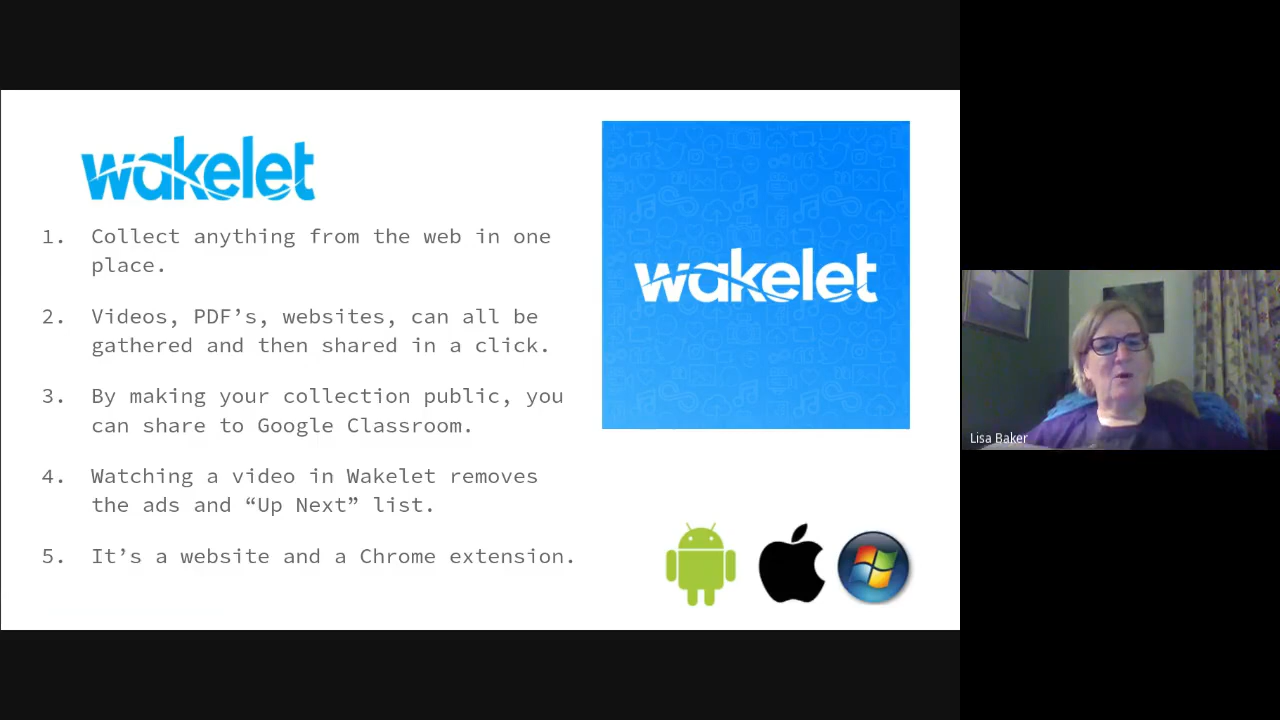 wakelet
1. Collect anything from the web in one
place.
2. Videos, PDF’s, websites, can all be
gathered and then shared in a click.
3. By making your collection public, you
can share to Google Classroom.
4. Watching a video in Wakelet removes
the ads and “Up Next” list.
5. It’s a website and a Chrome extension.
wakelet
Lisa Baker